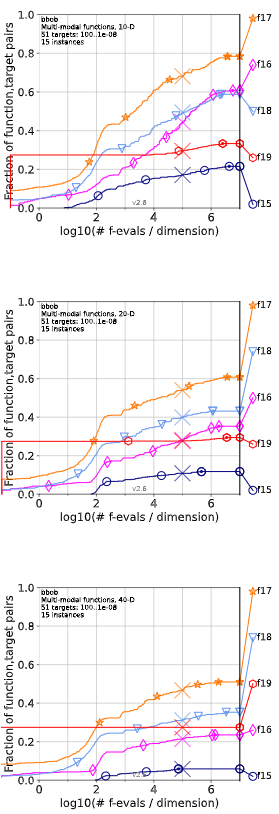 bbob
Multi-modal functions, 10-D
51 targets: 100..1e-08
15 instances
Fraction of function,target pairs
1.0
0.8
0.6
0.4
0.2
0.0
0
2
4
6
log10(# f-evals / dimension)
v2.6
f17
f16
f18
f19
f15
bbob
Multi-modal functions, 20-D
51 targets: 100..1e-08
15 instances
Fraction of function,target pairs
1.0
0.8
0.6
0.4
0.2
0.0
0
2
4
6
log10(# f-evals / dimension)
v2.6
f17
f18
f16
f19
f15
bbob
Multi-modal functions, 40-D
51 targets: 100..1e-08
15 instances
Fraction of function,target pairs
1.0
0.8
0.6
0.4
0.2
0.0
0
2
4
6
log10(# f-evals / dimension)
f17
f18
f19
f16
f15